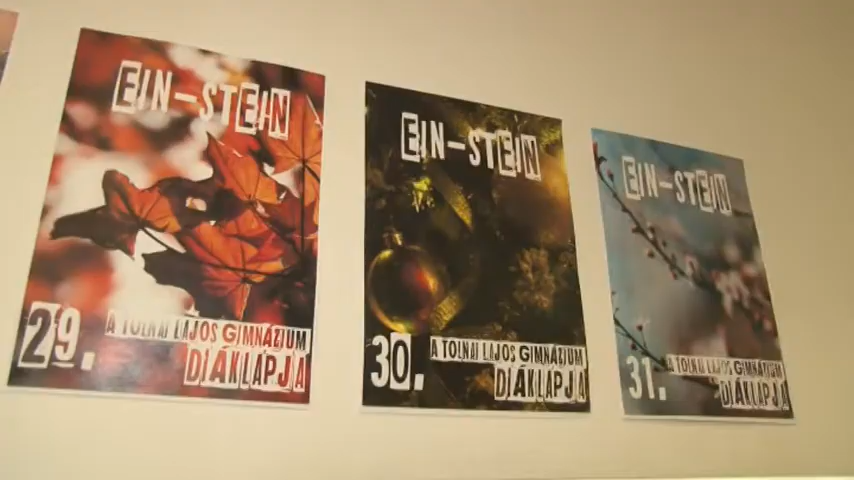 EIN-STEIN
29.
A TOLNAI LAJOS GIMNÁZIUM
DIÁKLAPJA
EIN-STEIN
30.
A TOLNAI LAJOS GIMNÁZIUM
DIÁKLAPJA
EIN-STEIN
31.
A TOLNAI LAJOS GIMNÁZIUM
DIÁKLAPJA